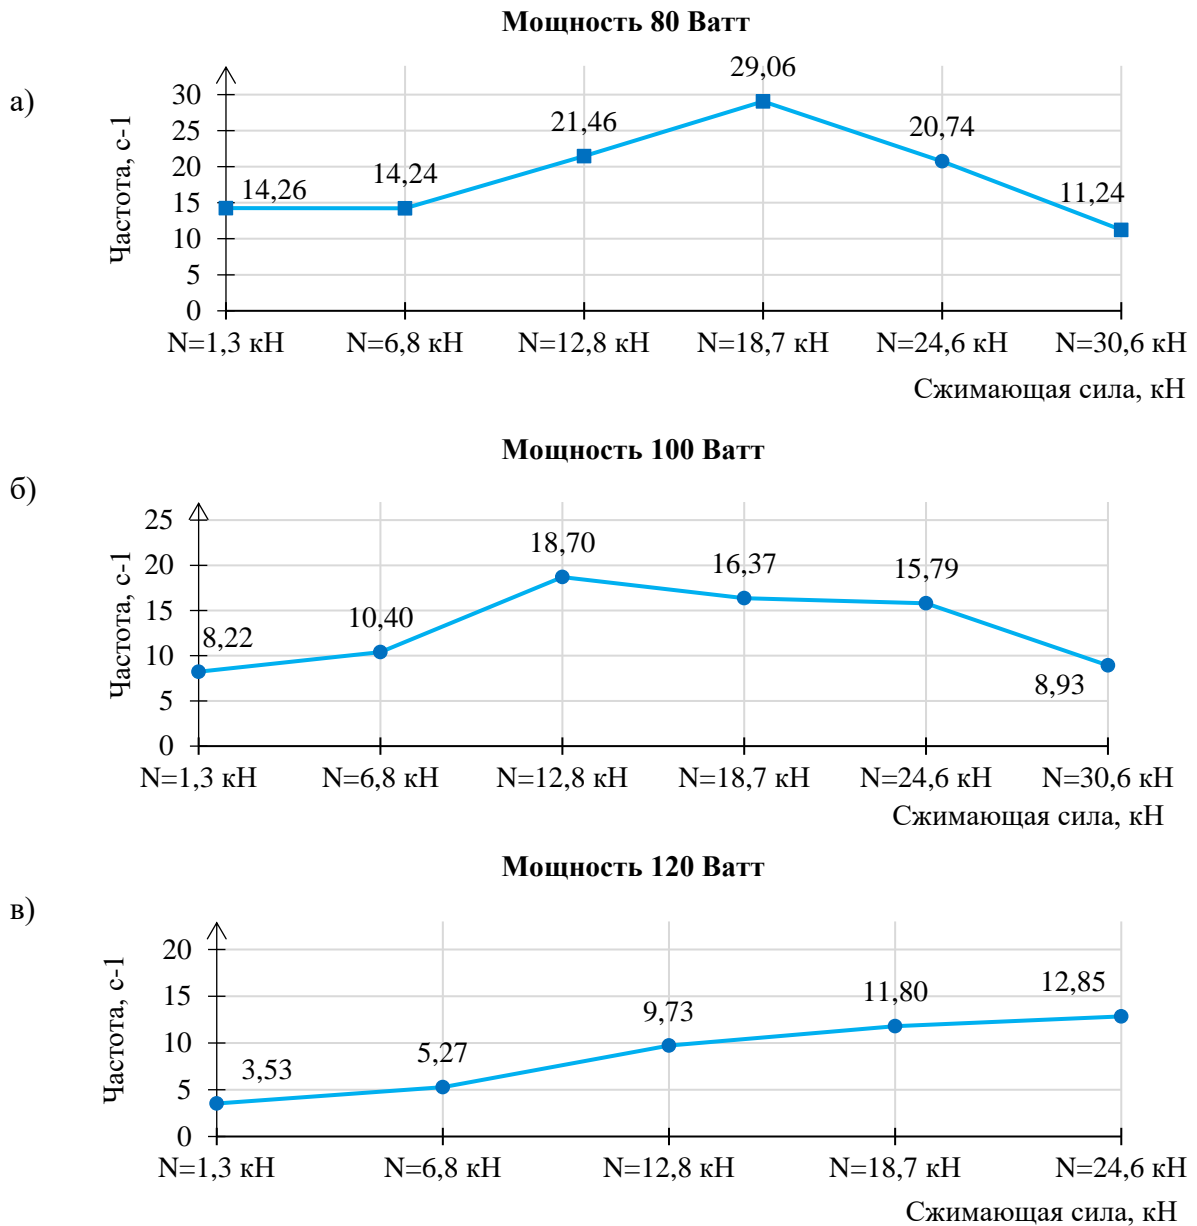 Мощность 80 Ватт
а)
Частота, с-1
30
25
20
15
10
5
0
14,26
14,24
21,46
29,06
20,74
11,24
N=1,3 кН N=6,8 кН N=12,8 кН N=18,7 кН N=24,6 кН N=30,6 кН
Сжимающая сила, кН
Мощность 100 Ватт
б)
Частота, с-1
25
20
15
10
5
0
8,22
10,40
18,70
16,37
15,79
8,93
N=1,3 кН N=6,8 кН N=12,8 кН N=18,7 кН N=24,6 кН N=30,6 кН
Сжимающая сила, кН
Мощность 120 Ватт
в)
Частота, с-1
20
15
10
5
0
3,53
5,27
9,73
11,80
12,85
N=1,3 кН N=6,8 кН N=12,8 кН N=18,7 кН N=24,6 кН
Сжимающая сила, кН